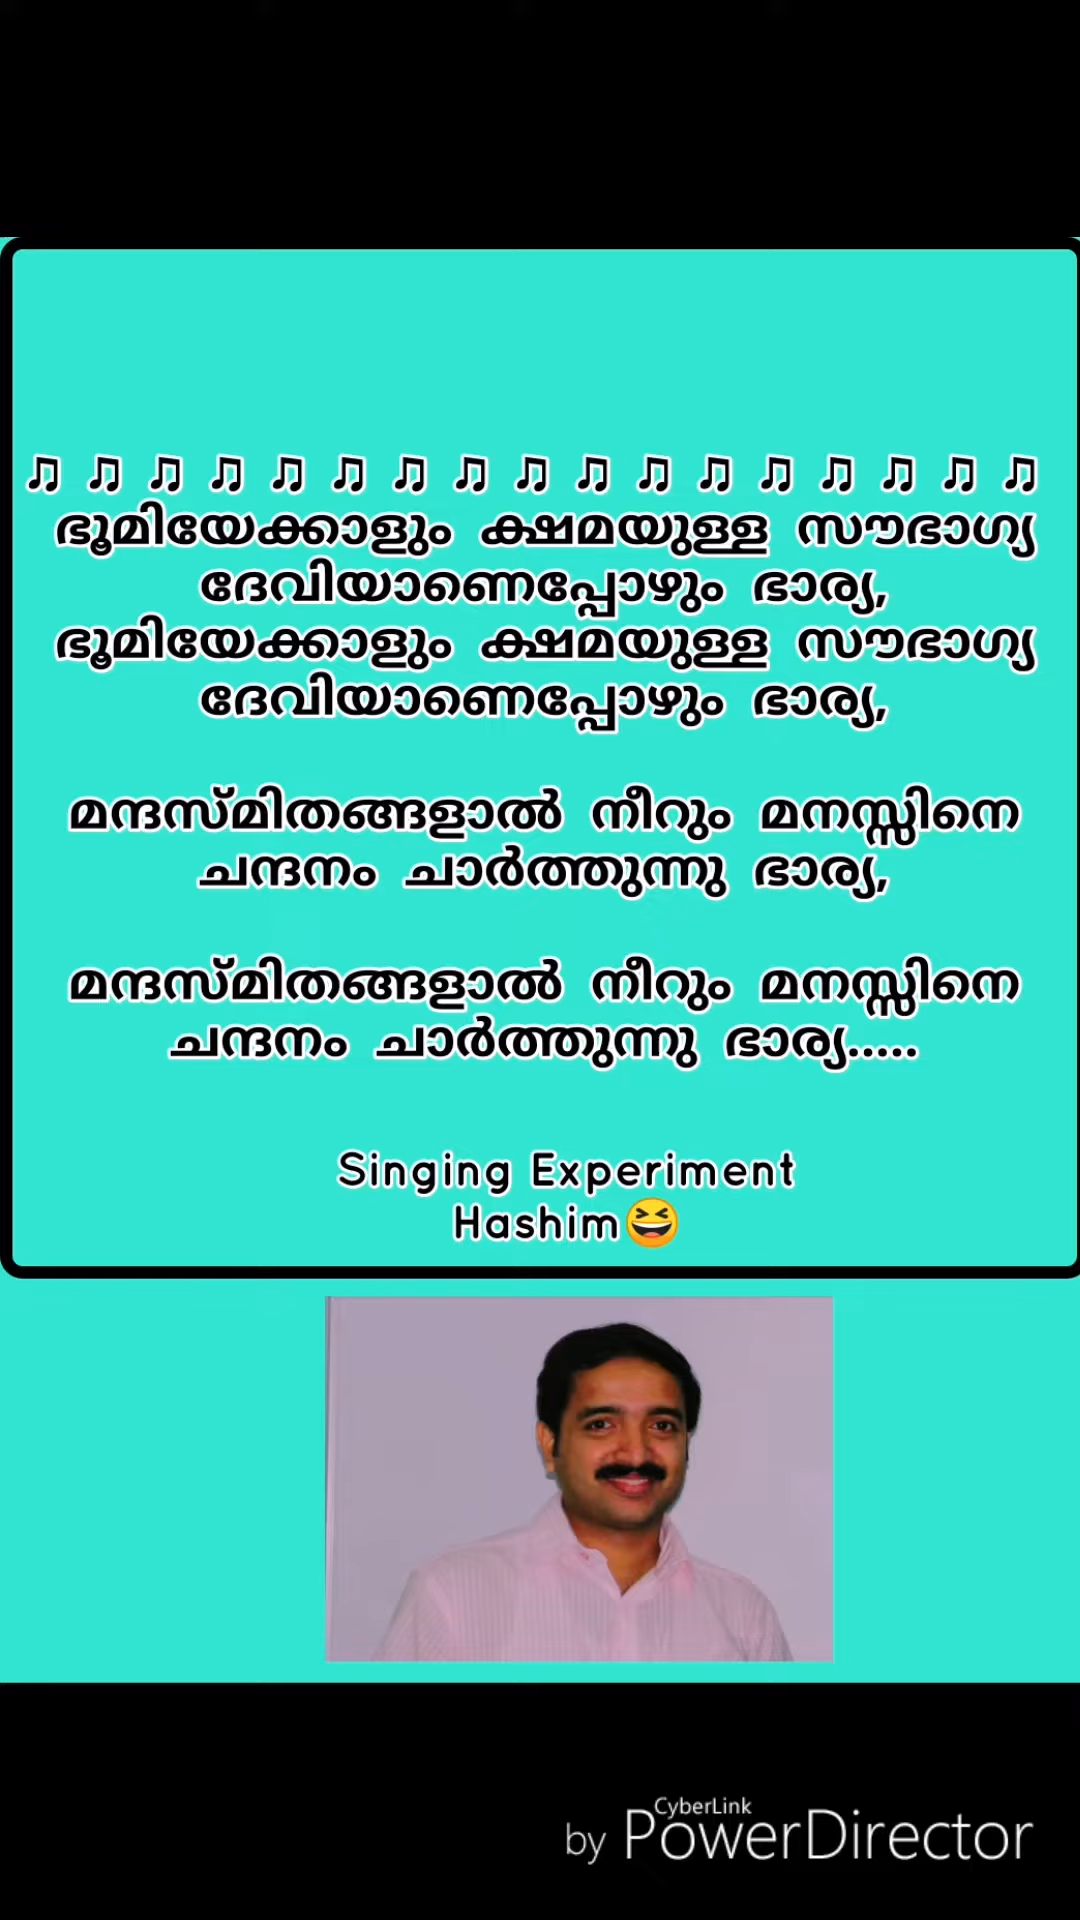 ♫ ♫ ♫ ♫ ♫ ♫ ♫ ♫ ♫ ♫ ♫ ♫ ♫ ♫ ♫ ♫ ♫
ഭൂമിയേക്കാളും ക്ഷമയുള്ള സൗഭാഗ്യ
ദേവിയാണെപ്പോഴും ഭാര്യ,
ഭൂമിയേക്കാളും ക്ഷമയുള്ള സൗഭാഗ്യ
ദേവിയാണെപ്പോഴും ഭാര്യ,
മന്ദസ്മിതങ്ങളാൽ നീറും മനസ്സിനെ
ചന്ദനം ചാർത്തുന്നു ഭാര്യ,
മന്ദസ്മിതങ്ങളാൽ നീറും മനസ്സിനെ
ചന്ദനം ചാർത്തുന്നു ഭാര്യ.....
Singing Experiment
Hashim😆
CyberLink
by PowerDirector